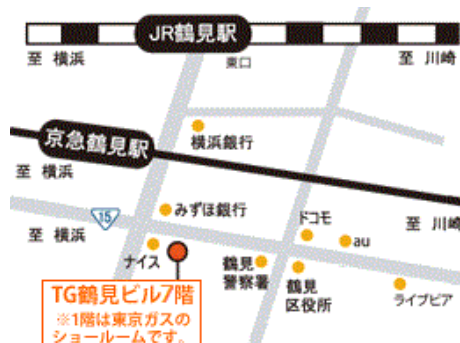 JR鶴見駅
至 横浜
東口
至 川崎
横浜銀行
京急鶴見駅
至 横浜
みずほ銀行
15
ドコモ
至 川崎
至 横浜
au
ナイス
鶴見
警察署
鶴見
区役所
ライブピア
TG鶴見ビル7階
※1階は東京ガスの
ショールームです。